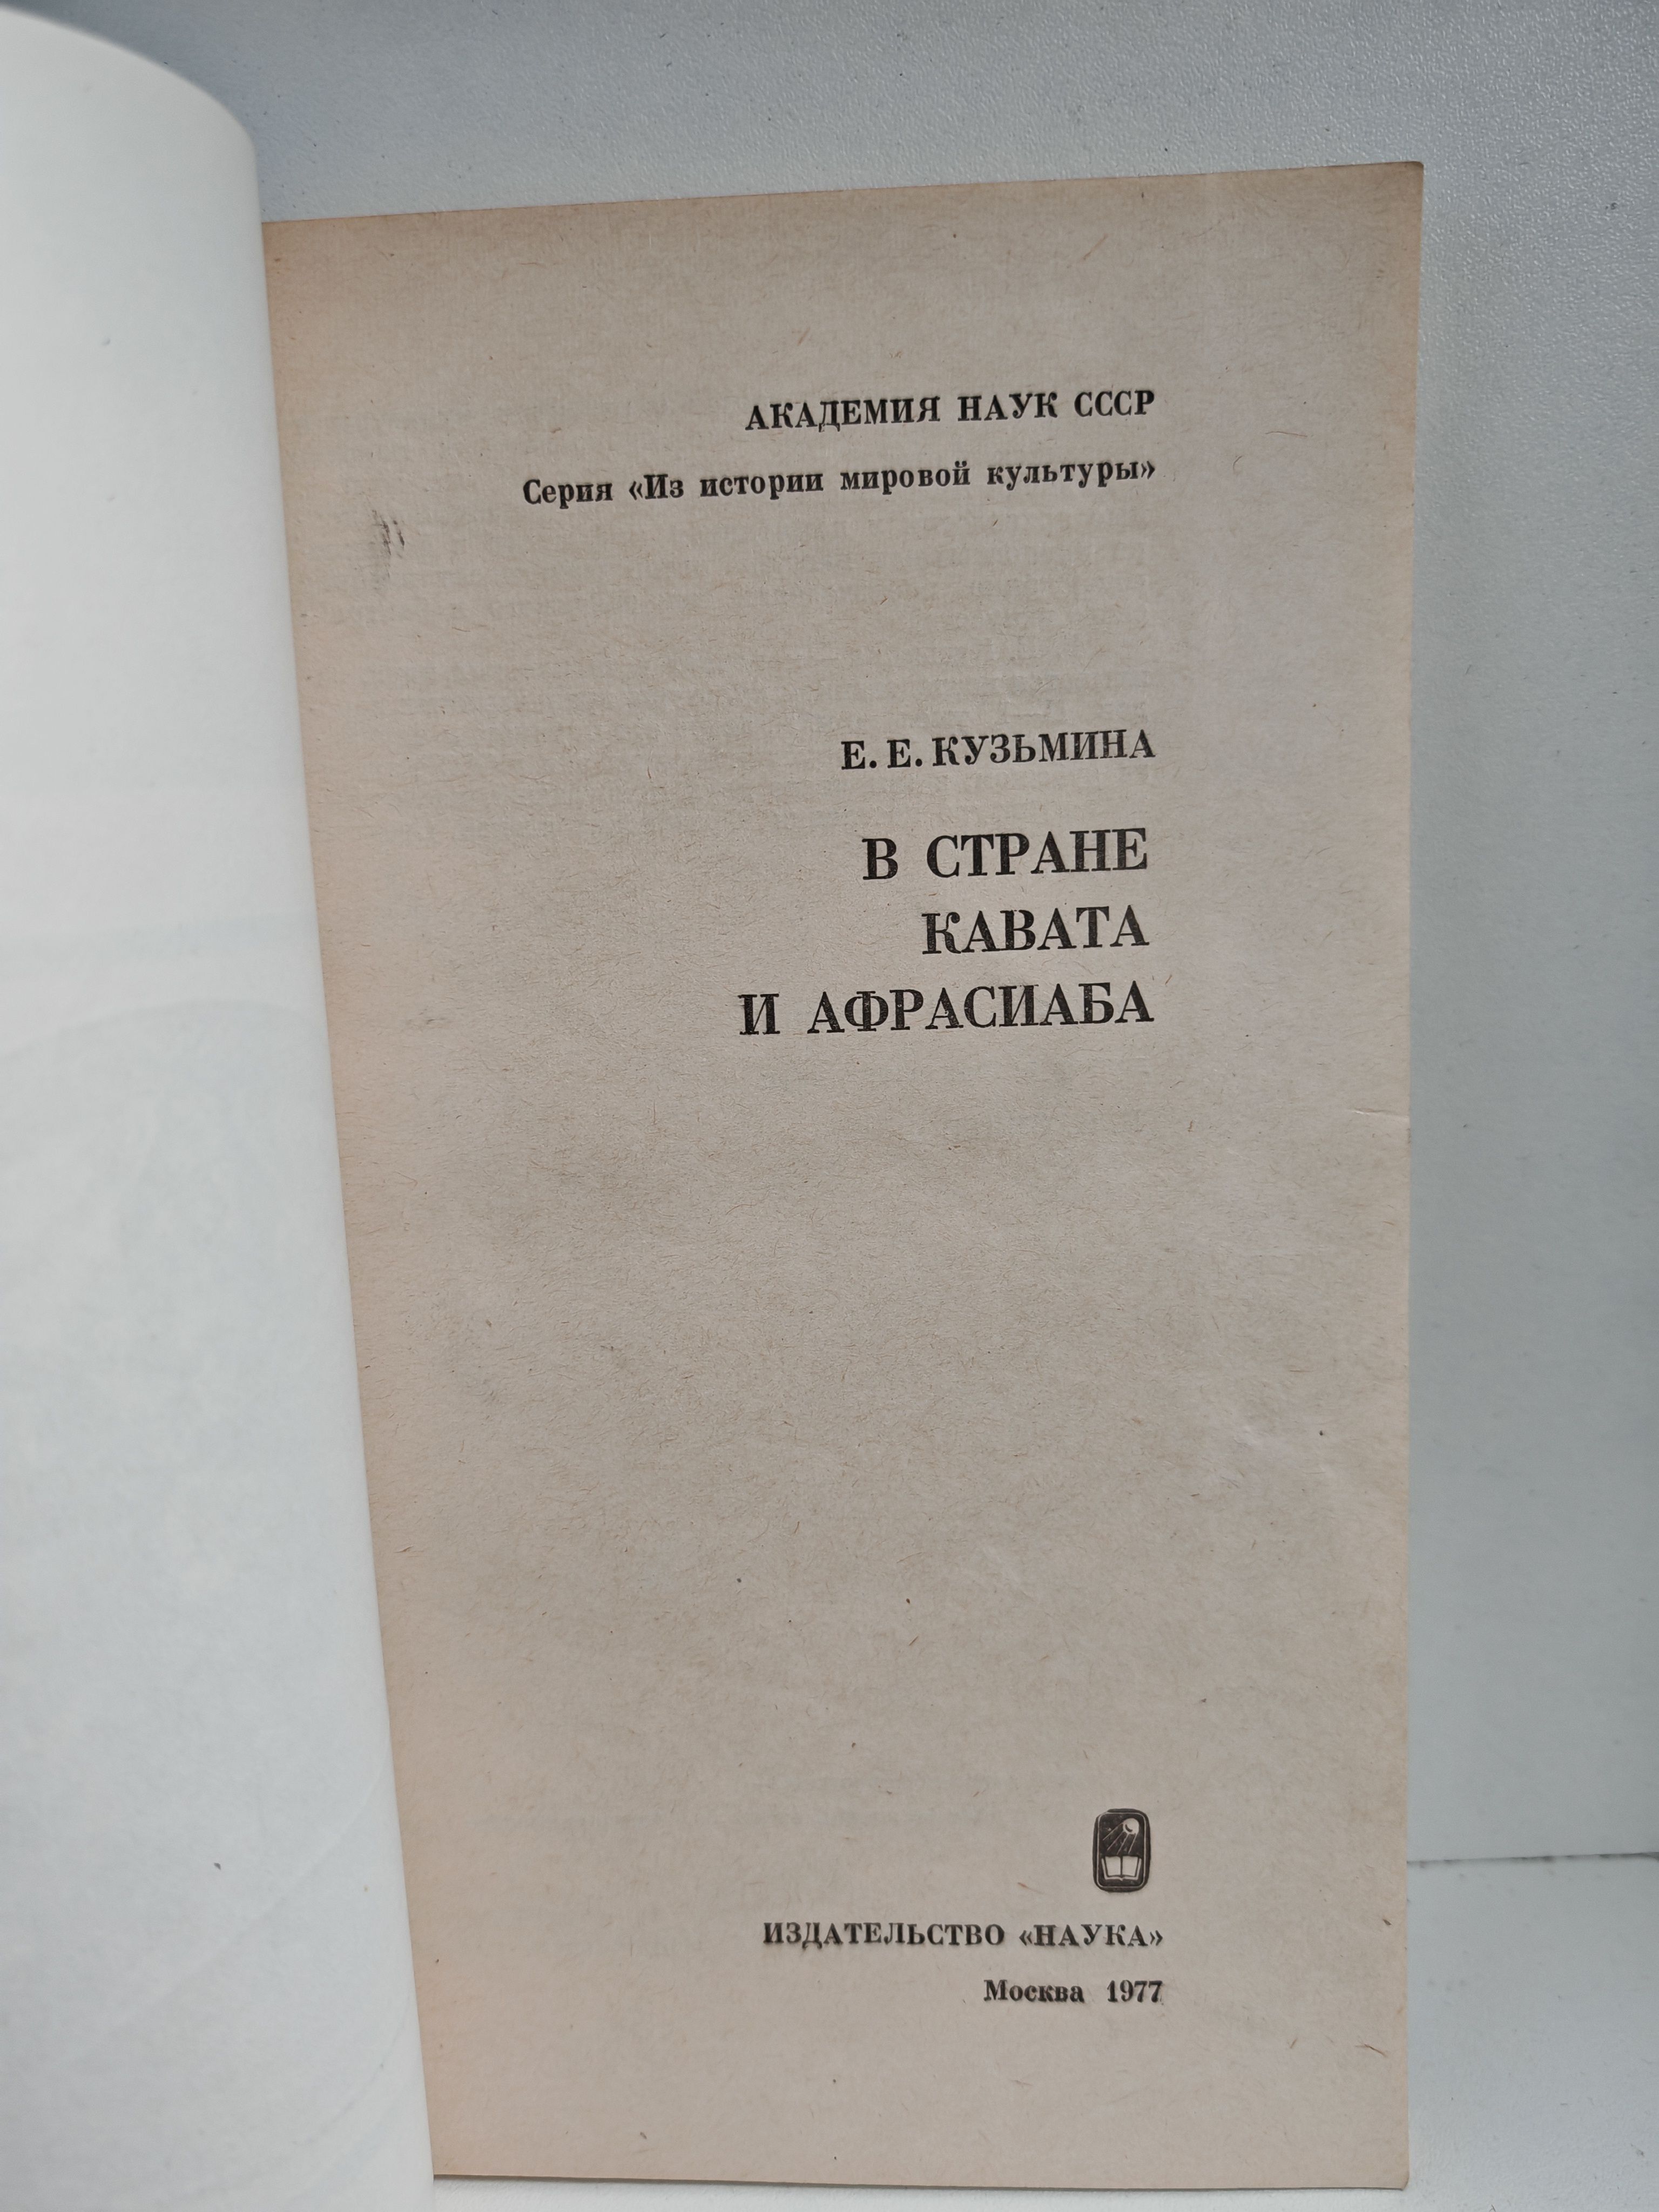 АКАДЕМИЯ НАУК СССР
Серия «Из истории мировой культуры»
Е. Е. КУЗЬМИНА
В СТРАНЕ
КАВАТА
И АФРАСИАБА
ИЗДАТЕЛЬСТВО «НАУКА»
Москва 1977